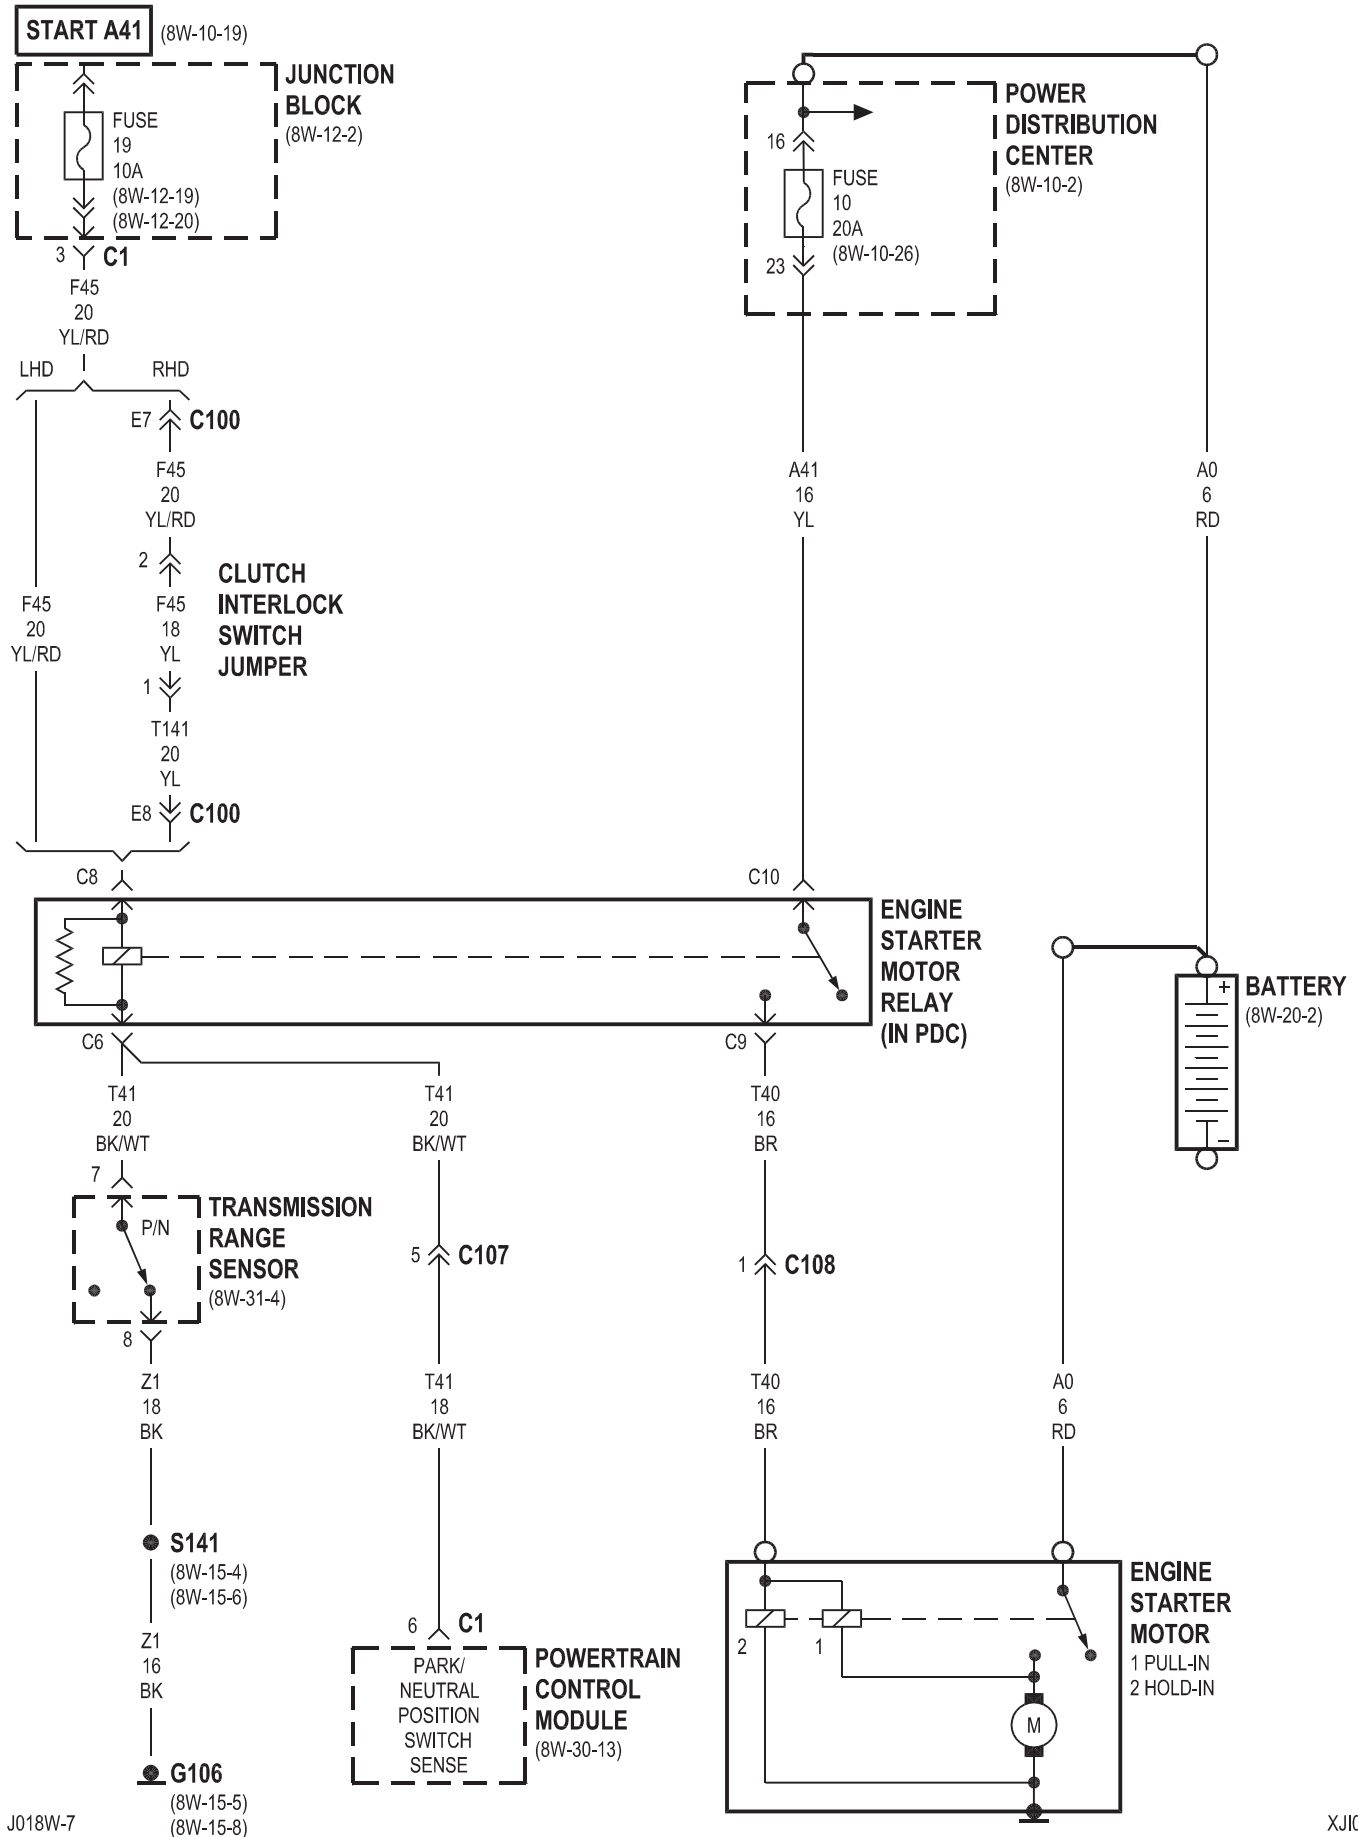 START A41 (8W-10-19)
JUNCTION
BLOCK
(8W-12-2)
FUSE
19
10A
(8W-12-19)
(8W-12-20)
3 C1
F45
20
YL/RD
LHD RHD
E7 C100
F45
20
YL/RD
2
CLUTCH
INTERLOCK
SWITCH
JUMPER
F45
20
YL/RD
F45
18
YL
1
T141
20
YL
E8 C100
POWER
DISTRIBUTION
CENTER
(8W-10-2)
16
FUSE
10
20A
(8W-10-26)
23
A41
16
YL
A0
6
RD
C8
C10
ENGINE
STARTER
MOTOR
RELAY
(IN PDC)
C6
C9
+
BATTERY
(8W-20-2)
–
T41
20
BK/WT
T41
20
BK/WT
T40
16
BR
7
P/N
TRANSMISSION
RANGE
SENSOR
(8W-31-4)
8
5 C107
1 C108
Z1
18
BK
T41
18
BK/WT
T40
16
BR
A0
6
RD
S141
(8W-15-4)
(8W-15-6)
Z1
16
BK
G106
(8W-15-5)
(8W-15-8)
6 C1
PARK/
NEUTRAL
POSITION
SWITCH
SENSE
POWERTRAIN
CONTROL
MODULE
(8W-30-13)
2
1
M
ENGINE
STARTER
MOTOR
1 PULL-IN
2 HOLD-IN
J018W-7